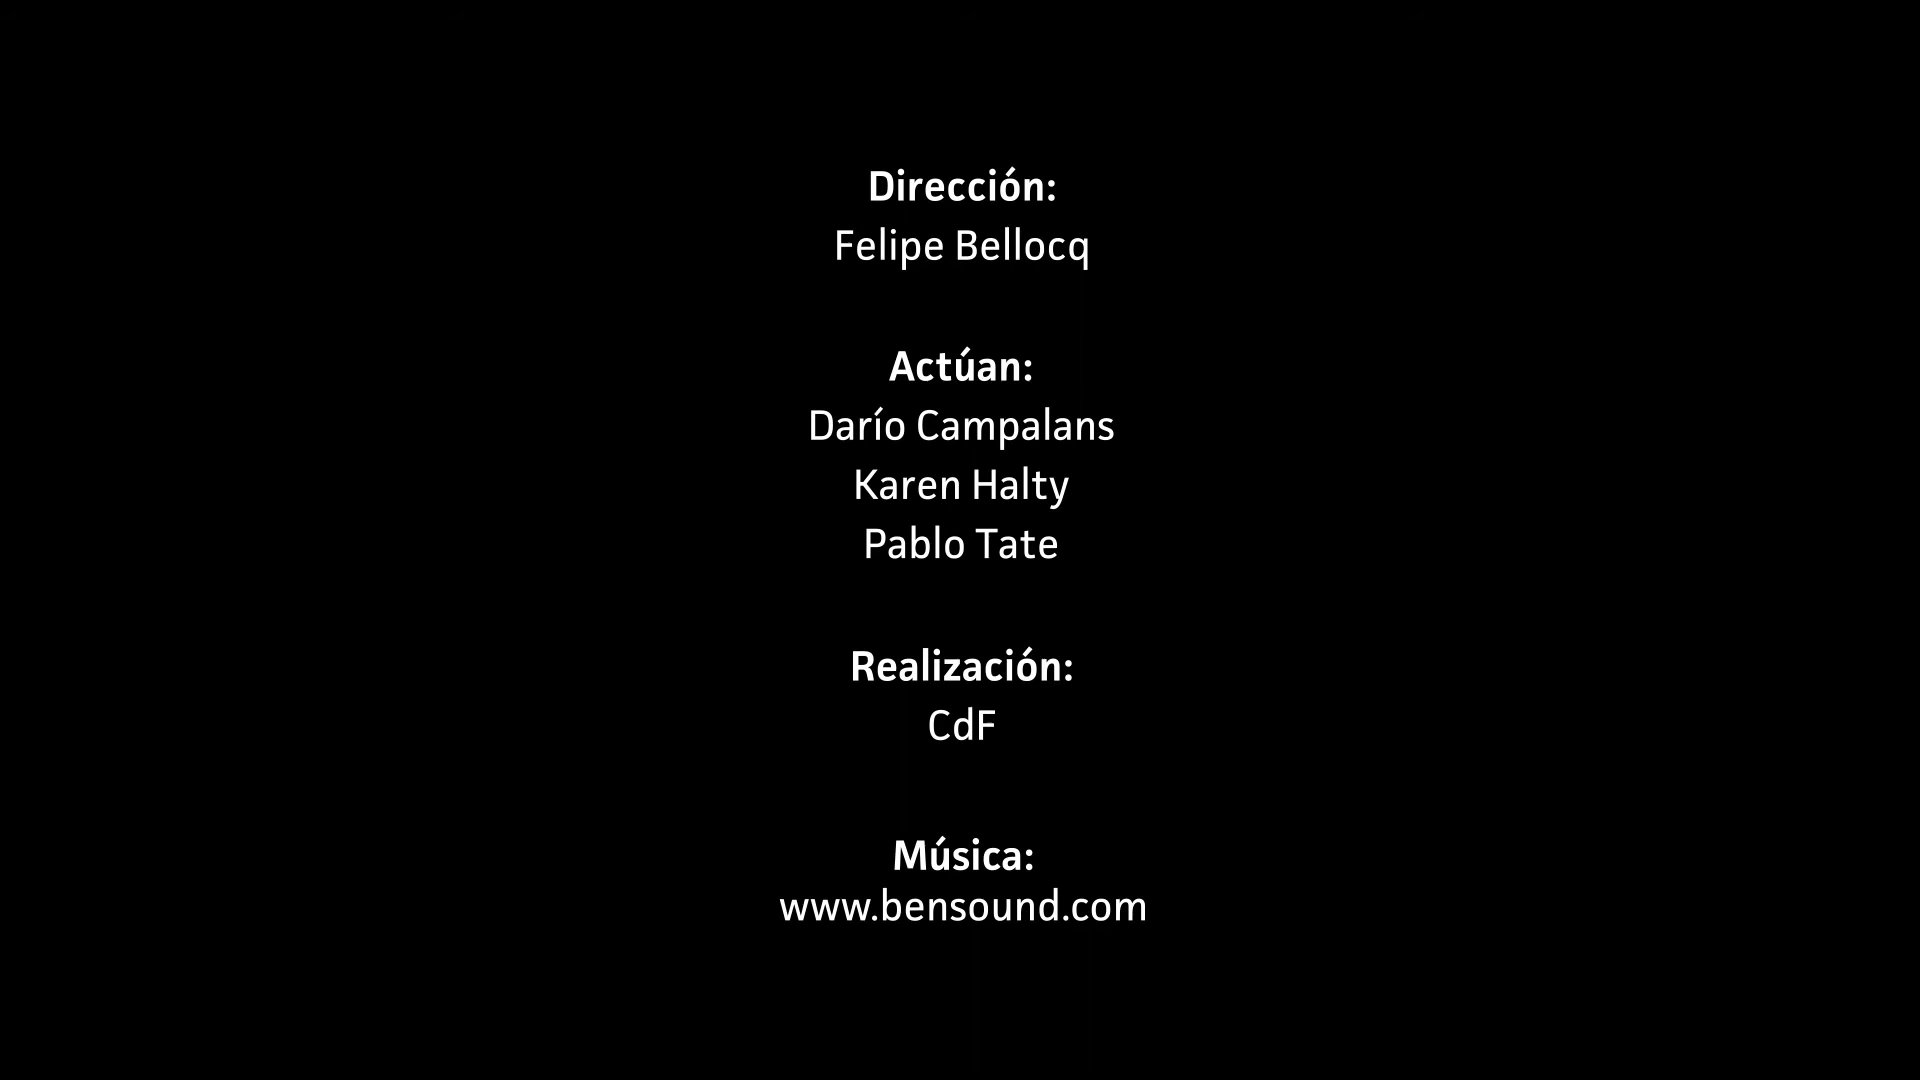 Dirección:
Felipe Bellocq
Actúan:
Darío Campalans
Karen Halty
Pablo Tate
Realización:
CdF
Música:
www.bensound.com